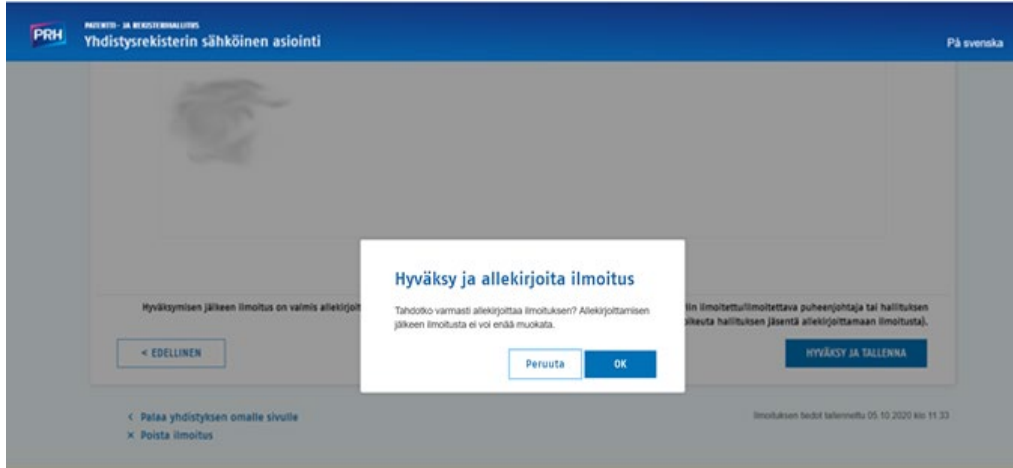 PRH
PATENTTI- JA REKISTERIHALLITUS
Yhdistysrekisterin sähköinen asiointi
På svenska
Hyväksy ja allekirjoita ilmoitus
Hyväksymisen jälkeen ilmoitus on valmis allekirjoit
Tahdotko varmasti allekirjoittaa ilmoituksen? Allekirjoittamisen
jälkeen ilmoitusta ei voi enää muokata.
iin ilmoitettu/ilmoitettava puheenjohtaja tai hallituksen
oikeuta hallituksen jäsentä allekirjoittamaan ilmoitusta).
< EDELLINEN
Peruuta
OK
HYVÄKSY JA TALLENNA
< Palaa yhdistyksen omalle sivulle
× Poista ilmoitus
Ilmoituksen tiedot tallennettu 05.10.2020 klo 11.33